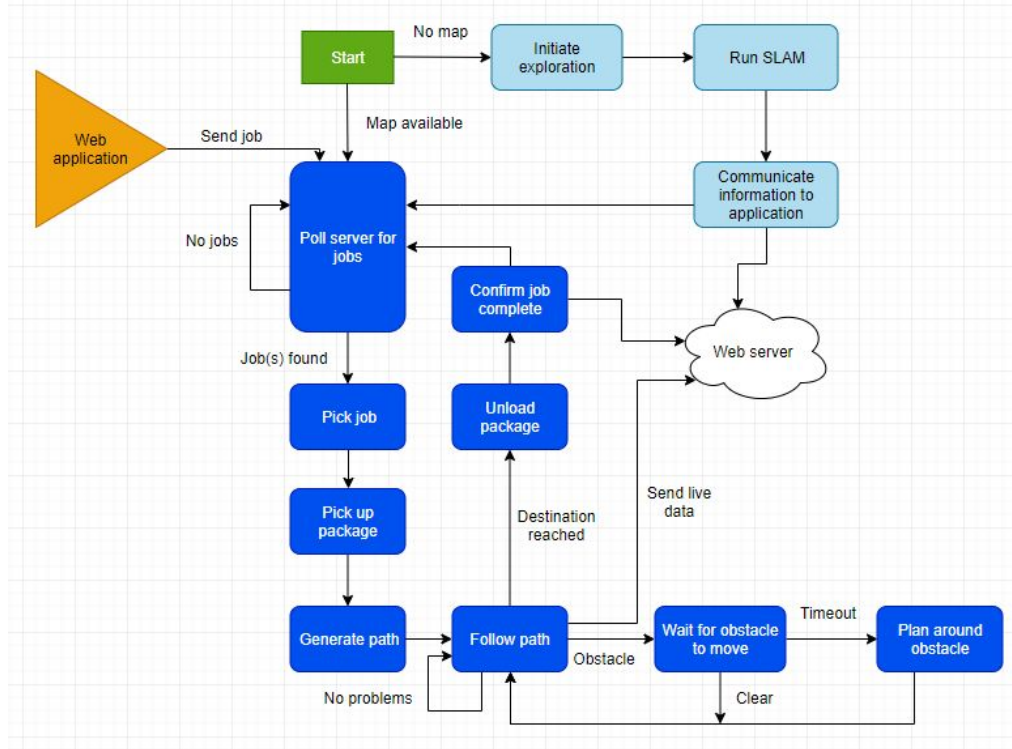 No map
Start
Initiate
exploration
Run SLAM
Map available
Web
application
Send job
Communicate
information to
application
No jobs
Poll server for
jobs
Confirm job
complete
Web server
Job(s) found
Pick job
Unload
package
Pick up
package
Destination
reached
Send live
data
Generate path
Follow path
Obstacle
Wait for obstacle
to move
Timeout
Plan around
obstacle
No problems
Clear